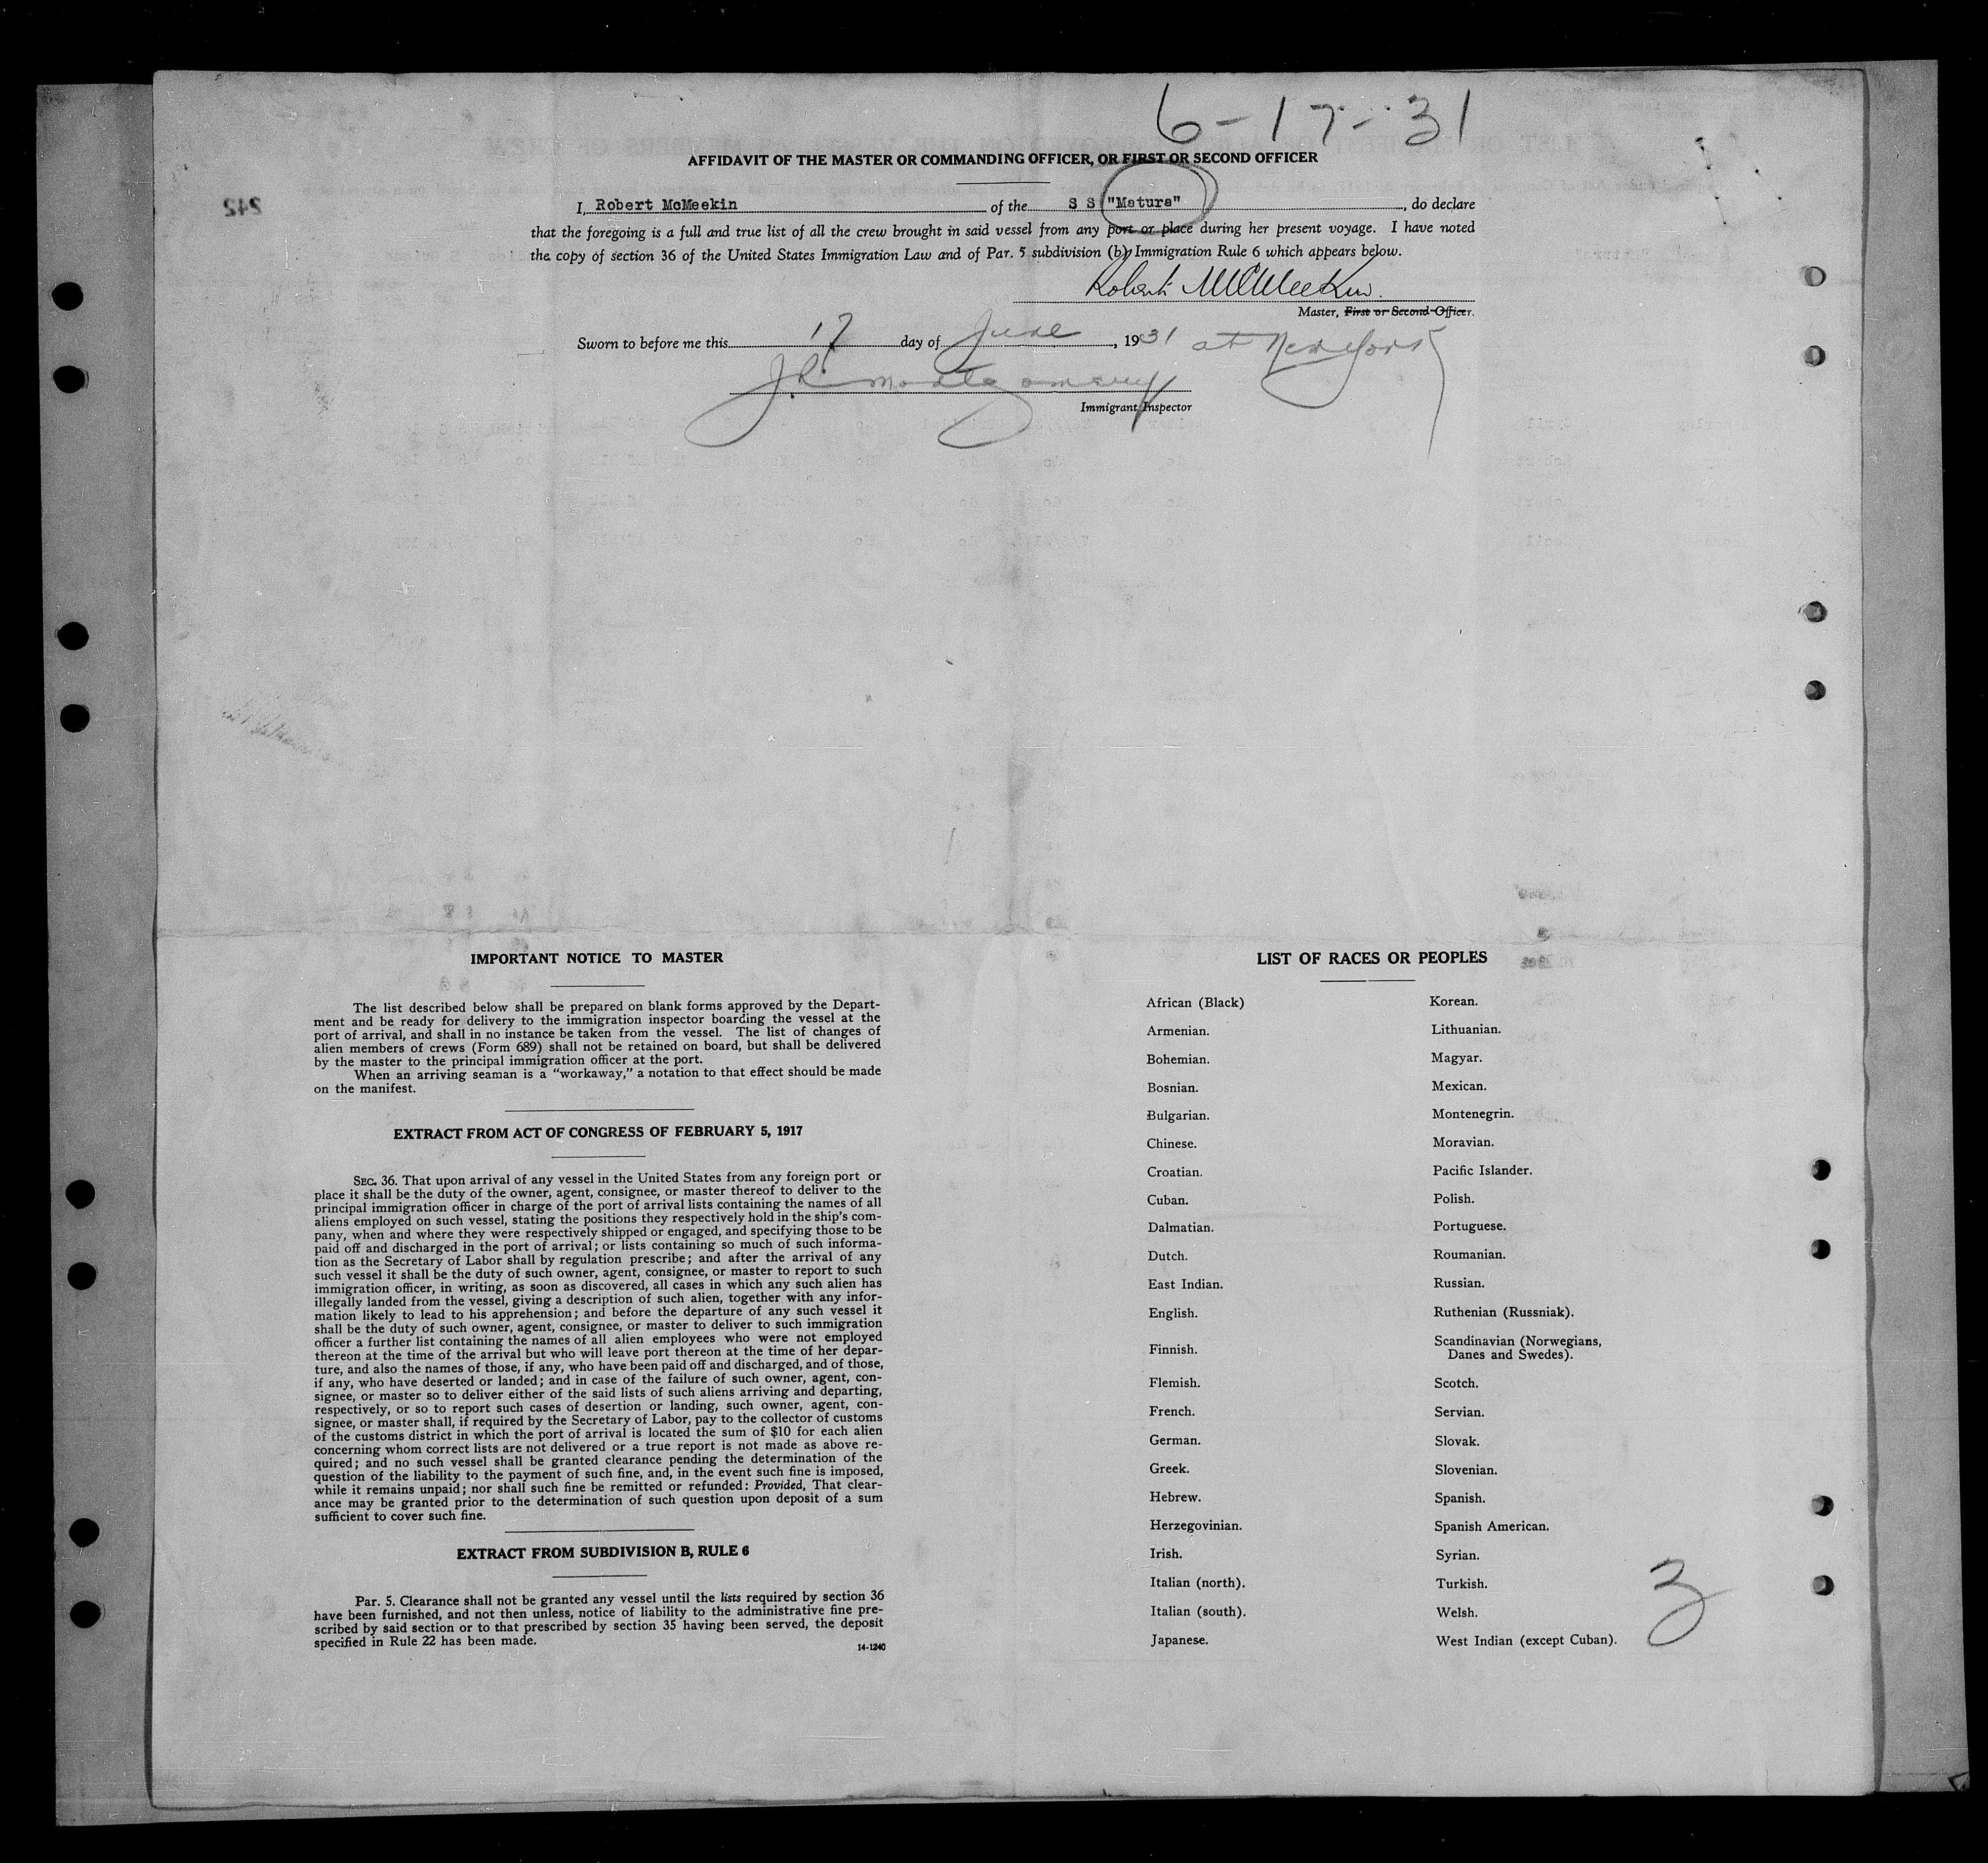 6-17-31
AFFIDAVIT OF THE MASTER OR COMMANDING OFFICER, OR FIRST OR SECOND OFFICER
242
I, Robert McMeekin of the S S "Matura", do declare
that the foregoing is a full and true list of all the crew brought in said vessel from any port or place during her present voyage. I have noted
the copy of section 36 of the United States Immigration Law and of Par. 5 subdivision (b) Immigration Rule 6 which appears below.
Robert McMeekin.
Master, First or Second Officer.
Sworn to before me this 17 day of June, 1931 at New York
J. R. Montgomery
Immigrant Inspector
IMPORTANT NOTICE TO MASTER
The list described below shall be prepared on blank forms approved by the Depart-
ment and be ready for delivery to the immigration inspector boarding the vessel at the
port of arrival, and shall in no instance be taken from the vessel. The list of changes of
alien members of crews (Form 689) shall not be retained on board, but shall be delivered
by the master to the principal immigration officer at the port.
When an arriving seaman is a "workaway," a notation to that effect should be made
on the manifest.
EXTRACT FROM ACT OF CONGRESS OF FEBRUARY 5, 1917
SEC. 36. That upon arrival of any vessel in the United States from any foreign port or
place it shall be the duty of the owner, agent, consignee, or master thereof to deliver to the
principal immigration officer in charge of the port of arrival lists containing the names of all
aliens employed on such vessel, stating the positions they respectively hold in the ship's com-
pany, when and where they were respectively shipped or engaged, and specifying those to be
paid off and discharged in the port of arrival; or lists containing so much of such informa-
tion as the Secretary of Labor shall by regulation prescribe; and after the arrival of any
such vessel it shall be the duty of such owner, agent, consignee, or master to report to such
immigration officer, in writing, as soon as discovered, all cases in which any such alien has
illegally landed from the vessel, giving a description of such alien, together with any infor-
mation likely to lead to his apprehension; and before the departure of any such vessel it
shall be the duty of such owner, agent, consignee, or master to deliver to such immigration
officer a further list containing the names of all alien employees who were not employed
thereon at the time of the arrival but who will leave port thereon at the time of her depar-
ture, and also the names of those, if any, who have been paid off and discharged, and of those,
if any, who have deserted or landed; and in case of the failure of such owner, agent, con-
signee, or master so to deliver either of the said lists of such aliens arriving and departing,
respectively, or so to report such cases of desertion or landing, such owner, agent, con-
signee, or master shall, if required by the Secretary of Labor, pay to the collector of customs
of the customs district in which the port of arrival is located the sum of $10 for each alien
concerning whom correct lists are not delivered or a true report is not made as above re-
quired; and no such vessel shall be granted clearance pending the determination of the
question of the liability to the payment of such fine, and, in the event such fine is imposed,
while it remains unpaid; nor shall such fine be remitted or refunded: Provided, That clear-
ance may be granted prior to the determination of such question upon deposit of a sum
sufficient to cover such fine.
EXTRACT FROM SUBDIVISION B, RULE 6
Par. 5. Clearance shall not be granted any vessel until the lists required by section 36
have been furnished, and not then unless, notice of liability to the administrative fine pre-
scribed by said section or to that prescribed by section 35 having been served, the deposit
specified in Rule 22 has been made.
14-1240
LIST OF RACES OR PEOPLES
African (Black)
Armenian.
Bohemian.
Bosnian.
Bulgarian.
Chinese.
Croatian.
Cuban.
Dalmatian.
Dutch.
East Indian.
English.
Finnish.
Flemish.
French.
German.
Greek.
Hebrew.
Herzegovinian.
Irish.
Italian (north).
Italian (south).
Japanese.
Korean.
Lithuanian.
Magyar.
Mexican.
Montenegrin.
Moravian.
Pacific Islander.
Polish.
Portuguese.
Roumanian.
Russian.
Ruthenian (Russniak).
Scandinavian (Norwegians,
Danes and Swedes).
Scotch.
Servian.
Slovak.
Slovenian.
Spanish.
Spanish American.
Syrian.
Turkish.
Welsh.
West Indian (except Cuban).
3